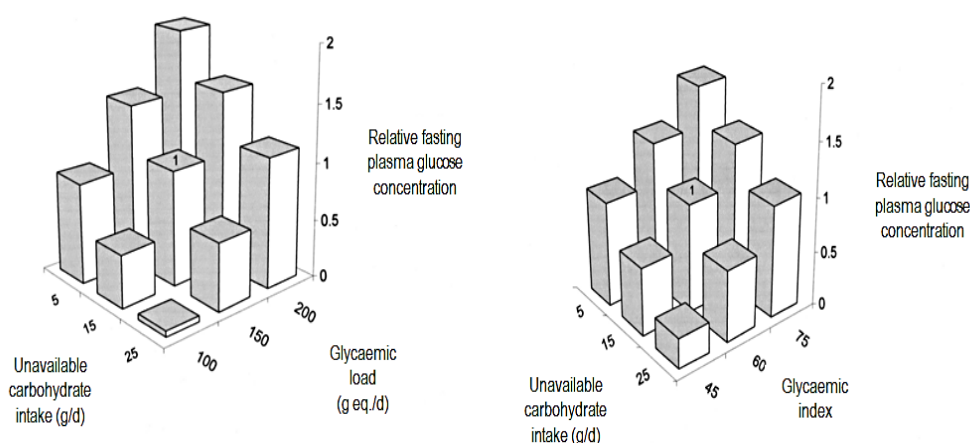 2
1.5
1
0.5
0
1
Relative fasting
plasma glucose
concentration
5
15
25
100
150
200
Unavailable
carbohydrate
intake (g/d)
Glycaemic
load
(g eq./d)
2
1.5
1
0.5
0
1
Relative fasting
plasma glucose
concentration
5
15
25
45
60
75
Unavailable
carbohydrate
intake (g/d)
Glycaemic
index